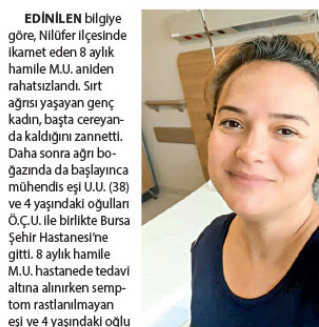 EDİNİLEN bilgiye
göre, Nilüfer ilçesinde
ikamet eden 8 aylık
hamile M.U. aniden
rahatsızlandı. Sırt
ağrısı yaşayan genç
kadın, başta cereyan-
da kaldığını zannetti.
Daha sonra ağrı bo-
ğazında da başlayınca
mühendis eşi U.U. (38)
ve 4 yaşındaki oğulları
Ö.Ç.U. ile birlikte Bursa
Şehir Hastanesi'ne
gitti. 8 aylık hamile
M.U. hastanede tedavi
altına alınırken semp-
tom rastlanılmayan
eşi ve 4 yaşındaki oğlu